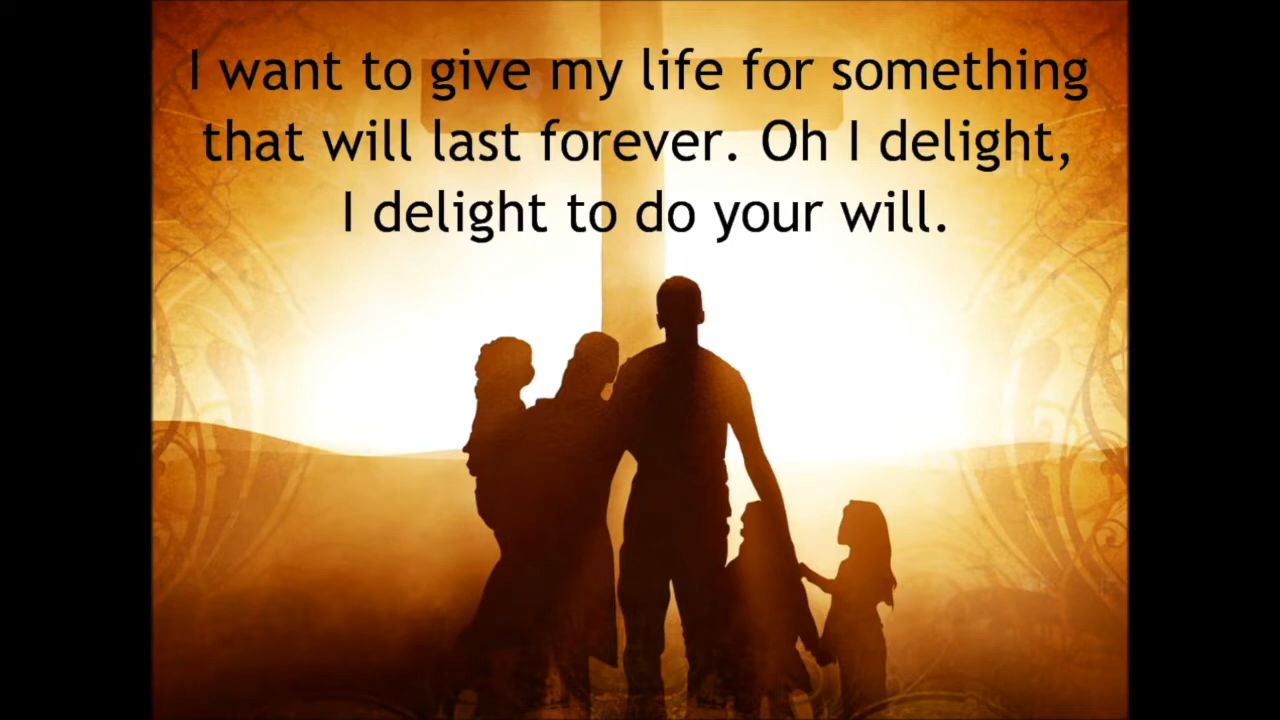 I want to give my life for something
that will last forever. Oh I delight,
I delight to do your will.